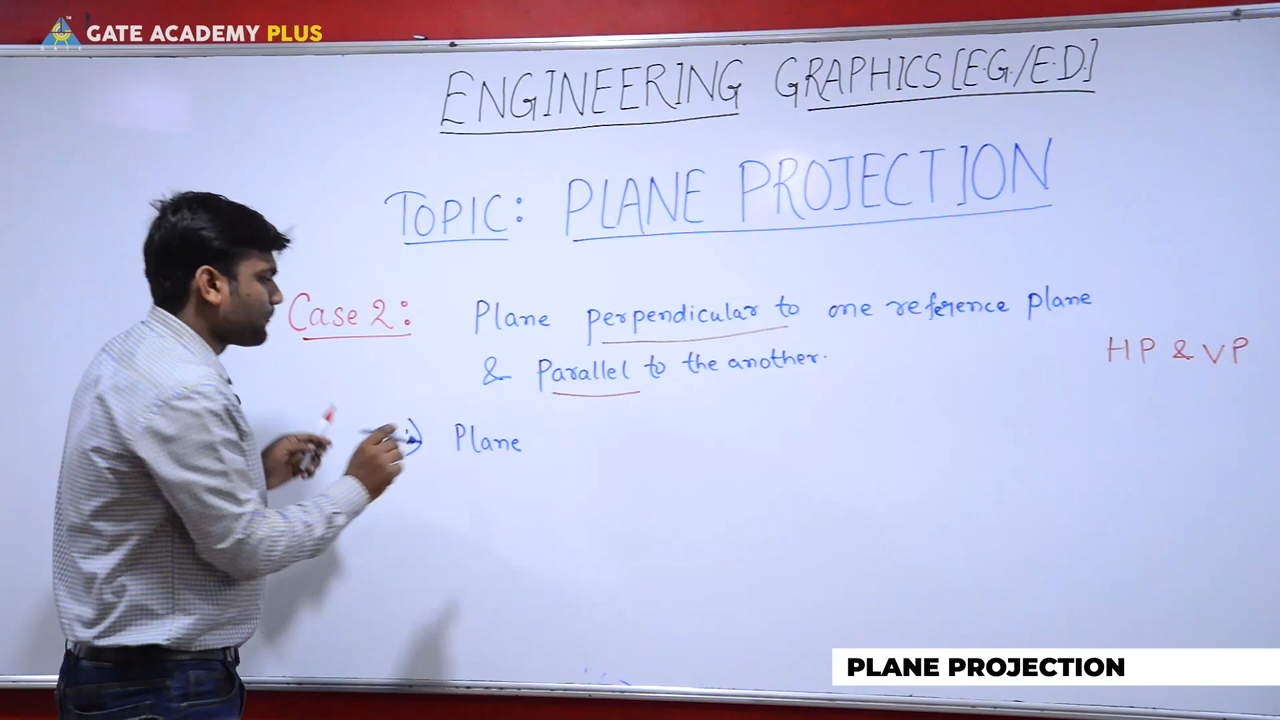 GATE ACADEMY PLUS
ENGINEERING GRAPHICS [E.G./E.D.]
TOPIC: PLANE PROJECTION
Case 2: Plane perpendicular to one reference plane
& Parallel to the another.
HP & VP
Plane
PLANE PROJECTION